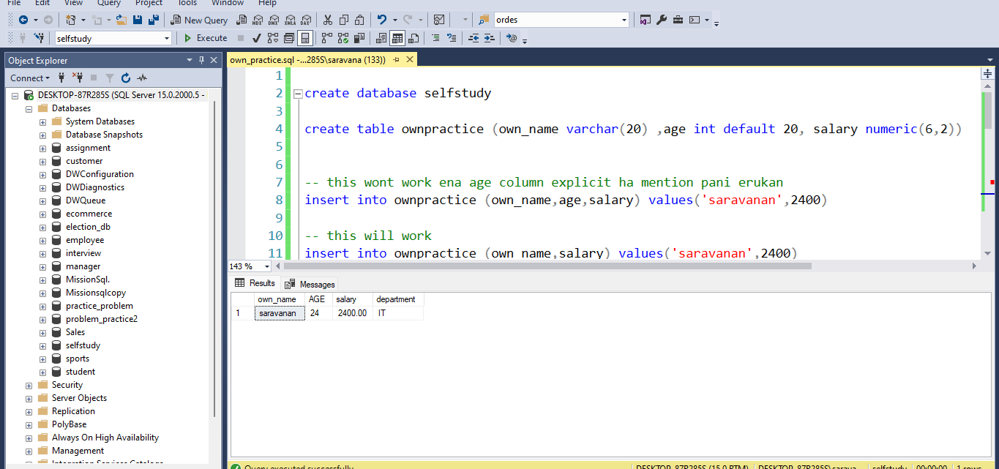 File Edit View Query Project Tools Window Help
New Query MDX DMX XMLA DAX ordes
selfstudy Execute
Object Explorer
Connect
DESKTOP-87R285S (SQL Server 15.0.2000.5 -
Databases
System Databases
Database Snapshots
assignment
customer
DWConfiguration
DWDiagnostics
DWQueue
ecommerce
election_db
employee
interview
manager
MissionSql.
Missionsqlcopy
practice_problem
problem_practice2
Sales
selfstudy
sports
student
Security
Server Objects
Replication
PolyBase
Always On High Availability
Management
Integration Services Catalogs
own_practice.sql -...285S\saravana (133))
1
2 create database selfstudy
3
4 create table ownpractice (own_name varchar(20) ,age int default 20, salary numeric(6,2))
5
6
7 -- this wont work ena age column explicit ha mention pani erukan
8 insert into ownpractice (own_name,age,salary) values('saravanan',2400)
9
10 -- this will work
11 insert into ownpractice (own_name,salary) values('saravanan',2400)
143 %
Results Messages
own_name AGE salary department
1 saravanan 24 2400.00 IT
Query executed successfully. DESKTOP-87R285S (15.0 RTM) DESKTOP-87R285S\sarava... selfstudy 00:00:00 1 rows